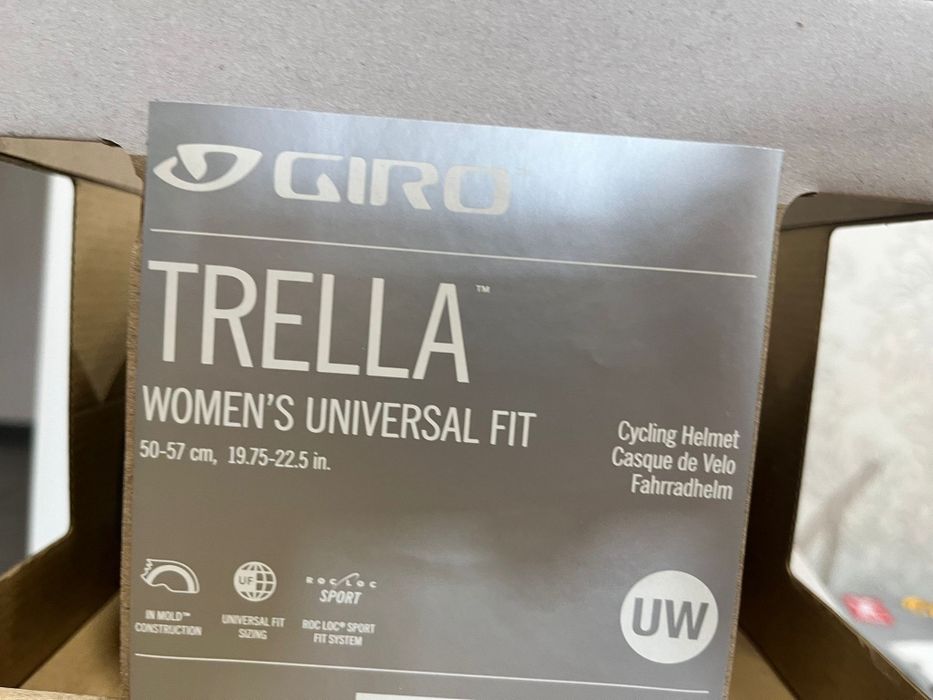 GIRO
TRELLA™
WOMEN'S UNIVERSAL FIT
50-57 cm, 19.75-22.5 in.
Cycling Helmet
Casque de Velo
Fahrradhelm
IN MOLD™
CONSTRUCTION
UF
UNIVERSAL FIT
SIZING
ROC LOC
SPORT
ROC LOC® SPORT
FIT SYSTEM
UW